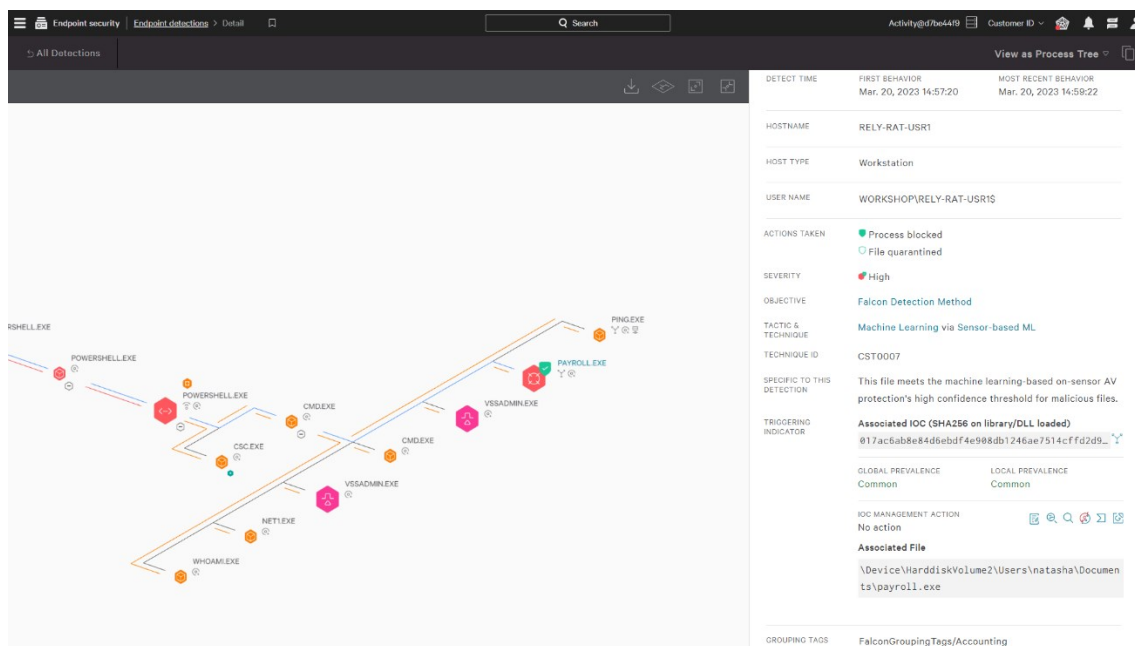 Endpoint security
Endpoint detections > Detail
Search
Activity@d7be44f9
Customer ID
All Detections
View as Process Tree
RSHELL.EXE
POWERSHELL.EXE
POWERSHELL.EXE
CSC.EXE
CMD.EXE
CMD.EXE
PING.EXE
PAYROLL.EXE
VSSADMIN.EXE
VSSADMIN.EXE
NET1.EXE
WHOAMI.EXE
DETECT TIME
FIRST BEHAVIOR
Mar. 20, 2023 14:57:20
MOST RECENT BEHAVIOR
Mar. 20, 2023 14:59:22
HOSTNAME
RELY-RAT-USR1
HOST TYPE
Workstation
USER NAME
WORKSHOP\RELY-RAT-USR1$
ACTIONS TAKEN
Process blocked
File quarantined
SEVERITY
High
OBJECTIVE
Falcon Detection Method
TACTIC &
TECHNIQUE
Machine Learning via Sensor-based ML
TECHNIQUE ID
CST0007
SPECIFIC TO THIS
DETECTION
This file meets the machine learning-based on-sensor AV
protection's high confidence threshold for malicious files.
TRIGGERING
INDICATOR
Associated IOC (SHA256 on library/DLL loaded)
017ac6ab8e84d6ebdf4e908db1246ae7514cffd2d9…
GLOBAL PREVALENCE
Common
LOCAL PREVALENCE
Common
IOC MANAGEMENT ACTION
No action
Associated File
\Device\HarddiskVolume2\Users\natasha\Documen
ts\payroll.exe
GROUPING TAGS
FalconGroupingTags/Accounting